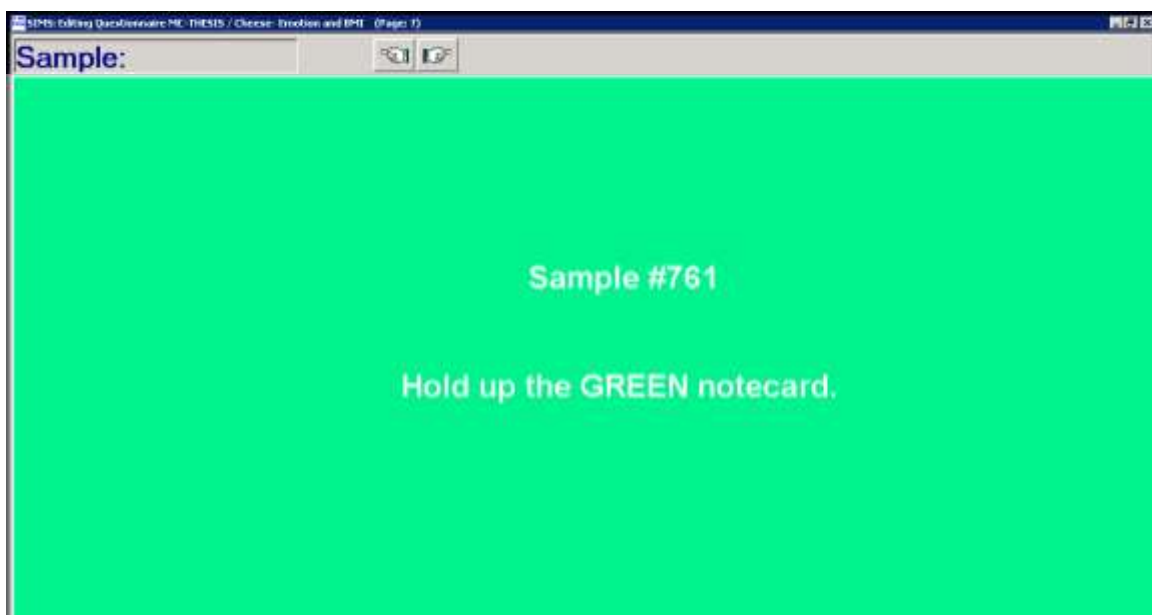 SIMS: Editing Questionnaire MC-THESIS / Cheese- Emotion and BMI (Page: 7)
Sample:
Sample #761
Hold up the GREEN notecard.